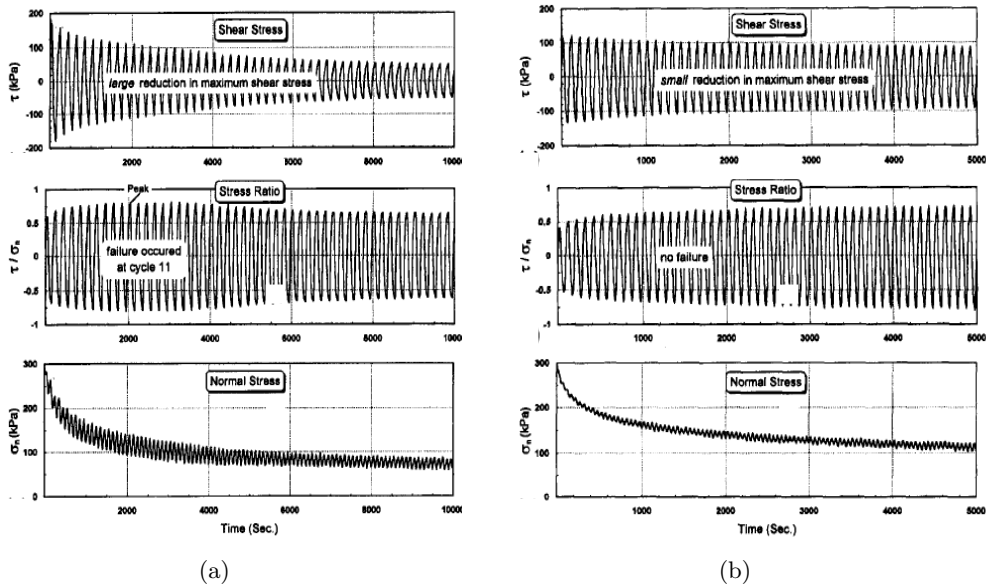 Shear Stress
τ (kPa)
200
100
0
-100
-200
large reduction in maximum shear stress
2000
4000
6000
8000
1000
Stress Ratio
Peak
τ / σn
1
0.5
0
-0.5
-1
failure occured
at cycle 11
2000
4000
6000
8000
1000
Normal Stress
σn (kPa)
300
200
100
0
2000
4000
6000
8000
1000
Time (Sec.)
(a)
Shear Stress
τ (kPa)
200
100
0
-100
-200
small reduction in maximum shear stress
1000
2000
3000
4000
5000
Stress Ratio
τ / σn
1
0.5
0
-0.5
-1
no failure
1000
2000
3000
4000
5000
Normal Stress
σn (kPa)
300
200
100
0
1000
2000
3000
4000
5000
Time (Sec.)
(b)